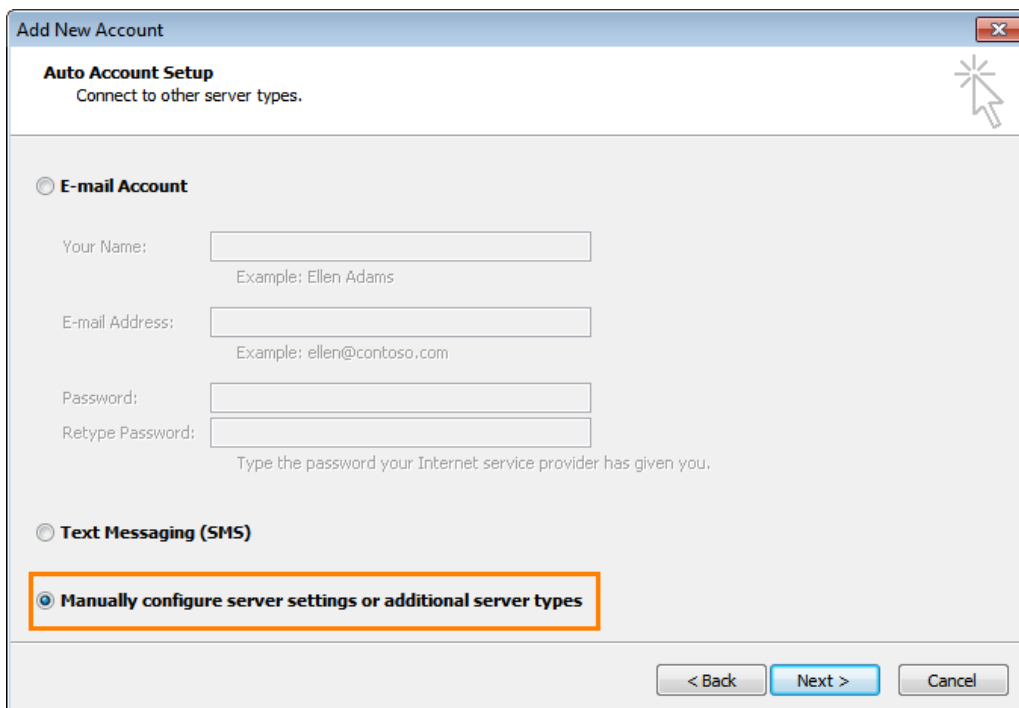 Add New Account
Auto Account Setup
Connect to other server types.
E-mail Account
Your Name:
Example: Ellen Adams
E-mail Address:
Example: ellen@contoso.com
Password:
Retype Password:
Type the password your Internet service provider has given you.
Text Messaging (SMS)
Manually configure server settings or additional server types
< Back Next > Cancel